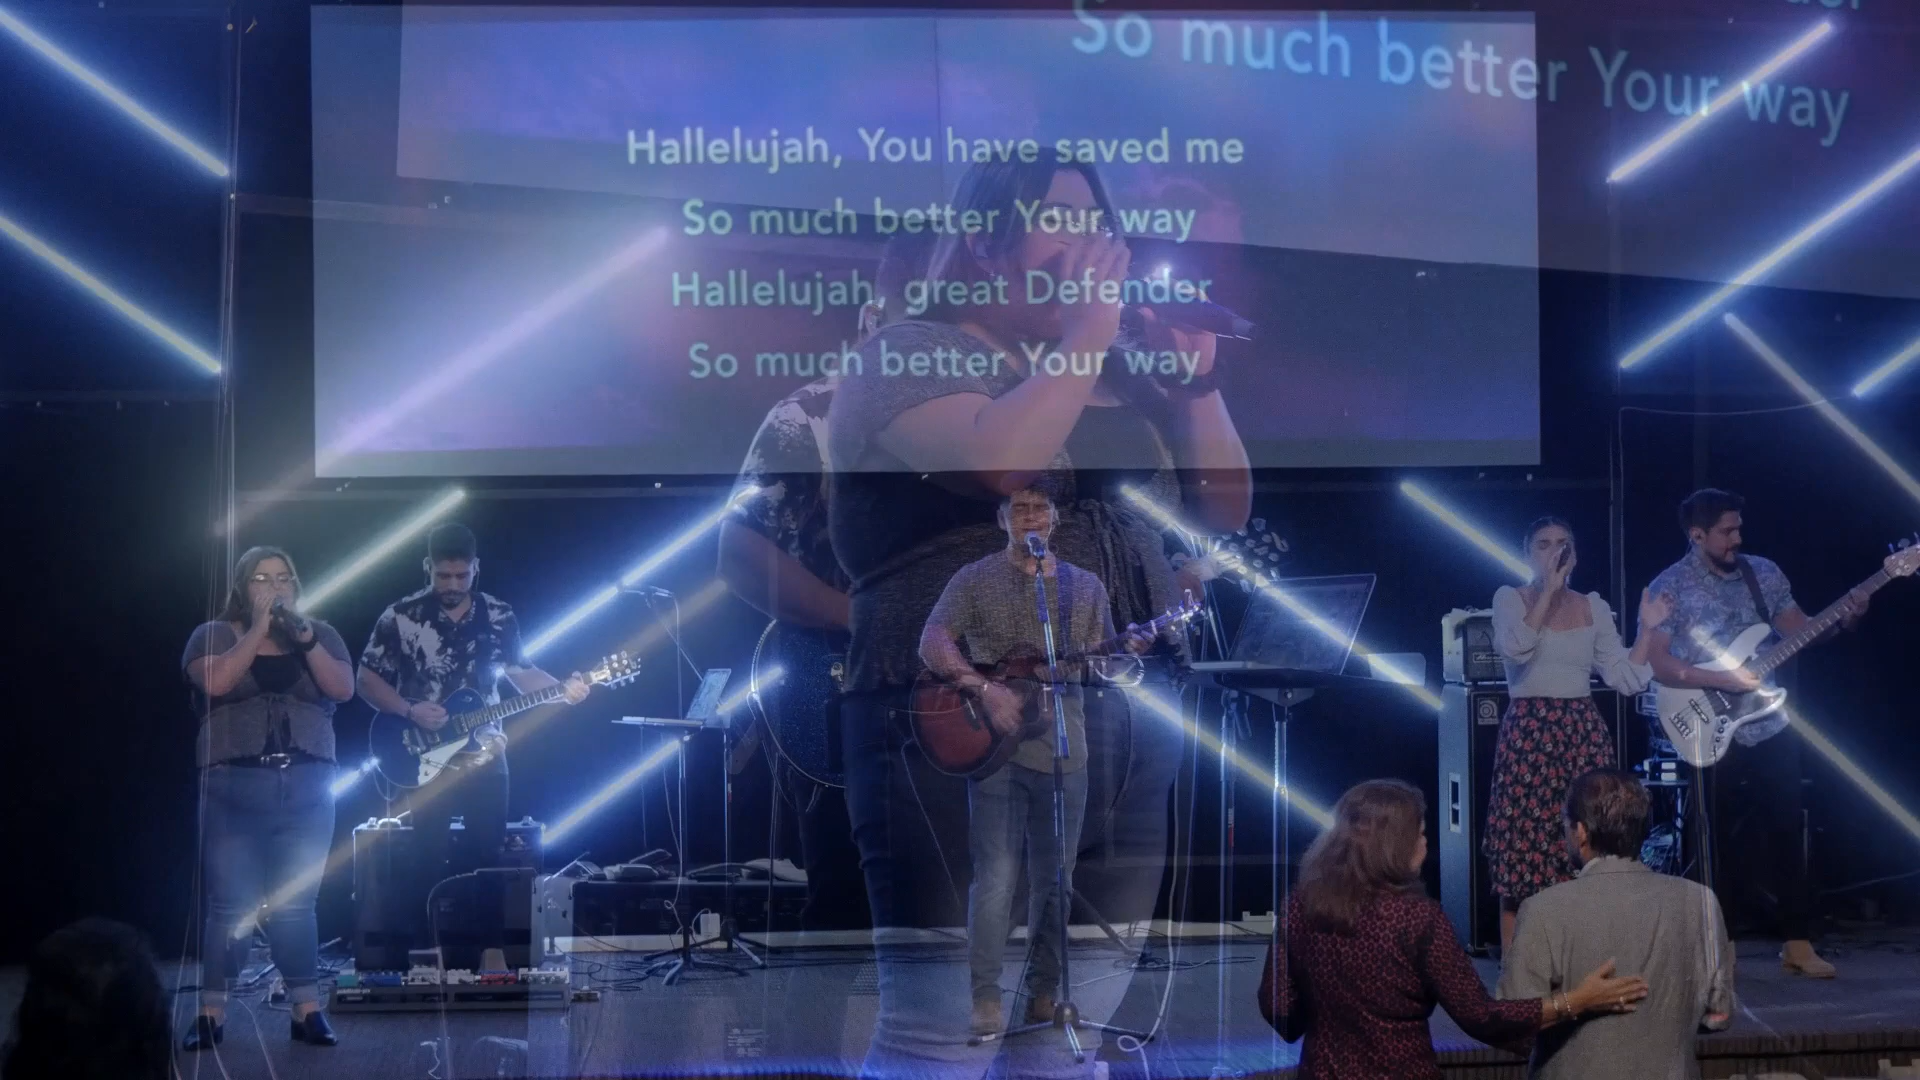 der
So much better Your way
Hallelujah, You have saved me
So much better Your way
Hallelujah, great Defender
So much better Your way